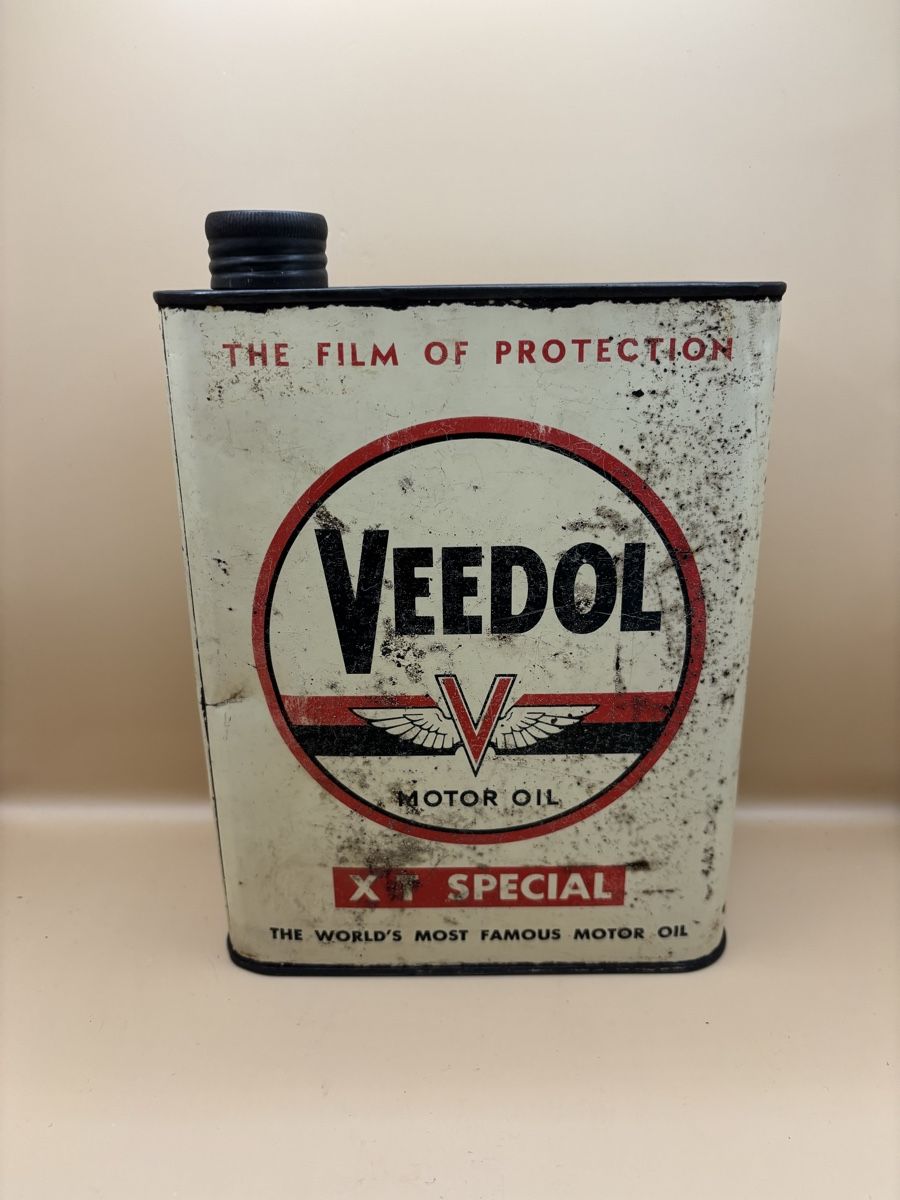 THE FILM OF PROTECTION
VEEDOL
V
MOTOR OIL
XT SPECIAL
THE WORLD'S MOST FAMOUS MOTOR OIL